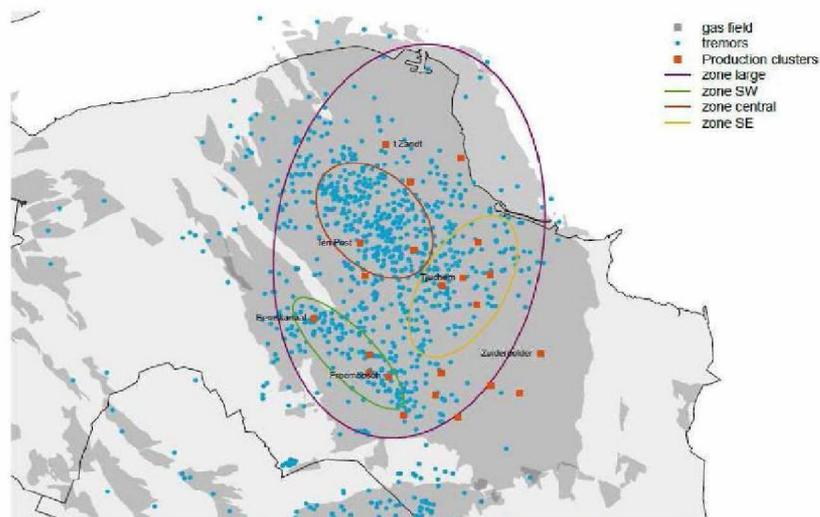 gas field
tremors
Production clusters
zone large
zone SW
zone central
zone SE
t Zandt
Ten Post
Tjuchem
Eemskanaal
Zuiderpolder
Froombosch